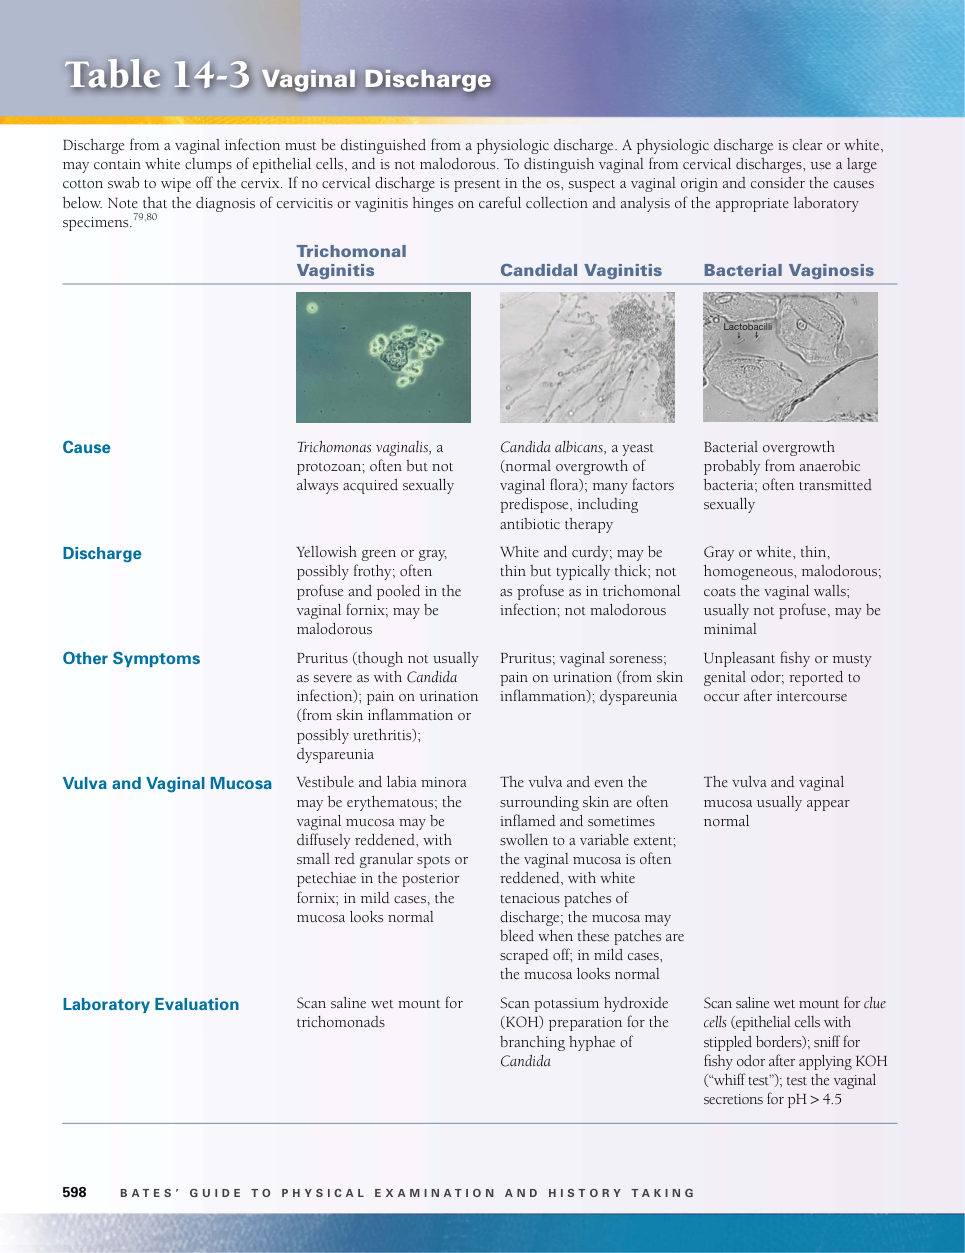 Table 14-3 Vaginal Discharge
Discharge from a vaginal infection must be distinguished from a physiologic discharge. A physiologic discharge is clear or white,
may contain white clumps of epithelial cells, and is not malodorous. To distinguish vaginal from cervical discharges, use a large
cotton swab to wipe off the cervix. If no cervical discharge is present in the os, suspect a vaginal origin and consider the causes
below. Note that the diagnosis of cervicitis or vaginitis hinges on careful collection and analysis of the appropriate laboratory
specimens.79,80
Trichomonal
Vaginitis
Candidal Vaginitis
Bacterial Vaginosis
Lactobacilli
Cause
Trichomonas vaginalis, a
protozoan; often but not
always acquired sexually
Candida albicans, a yeast
(normal overgrowth of
vaginal flora); many factors
predispose, including
antibiotic therapy
Bacterial overgrowth
probably from anaerobic
bacteria; often transmitted
sexually
Discharge
Yellowish green or gray,
possibly frothy; often
profuse and pooled in the
vaginal fornix; may be
malodorous
White and curdy; may be
thin but typically thick; not
as profuse as in trichomonal
infection; not malodorous
Gray or white, thin,
homogeneous, malodorous;
coats the vaginal walls;
usually not profuse, may be
minimal
Other Symptoms
Pruritus (though not usually
as severe as with Candida
infection); pain on urination
(from skin inflammation or
possibly urethritis);
dyspareunia
Pruritus; vaginal soreness;
pain on urination (from skin
inflammation); dyspareunia
Unpleasant fishy or musty
genital odor; reported to
occur after intercourse
Vulva and Vaginal Mucosa
Vestibule and labia minora
may be erythematous; the
vaginal mucosa may be
diffusely reddened, with
small red granular spots or
petechiae in the posterior
fornix; in mild cases, the
mucosa looks normal
The vulva and even the
surrounding skin are often
inflamed and sometimes
swollen to a variable extent;
the vaginal mucosa is often
reddened, with white
tenacious patches of
discharge; the mucosa may
bleed when these patches are
scraped off; in mild cases,
the mucosa looks normal
The vulva and vaginal
mucosa usually appear
normal
Laboratory Evaluation
Scan saline wet mount for
trichomonads
Scan potassium hydroxide
(KOH) preparation for the
branching hyphae of
Candida
Scan saline wet mount for clue
cells (epithelial cells with
stippled borders); sniff for
fishy odor after applying KOH
(“whiff test”); test the vaginal
secretions for pH > 4.5
598 BATES’ GUIDE TO PHYSICAL EXAMINATION AND HISTORY TAKING